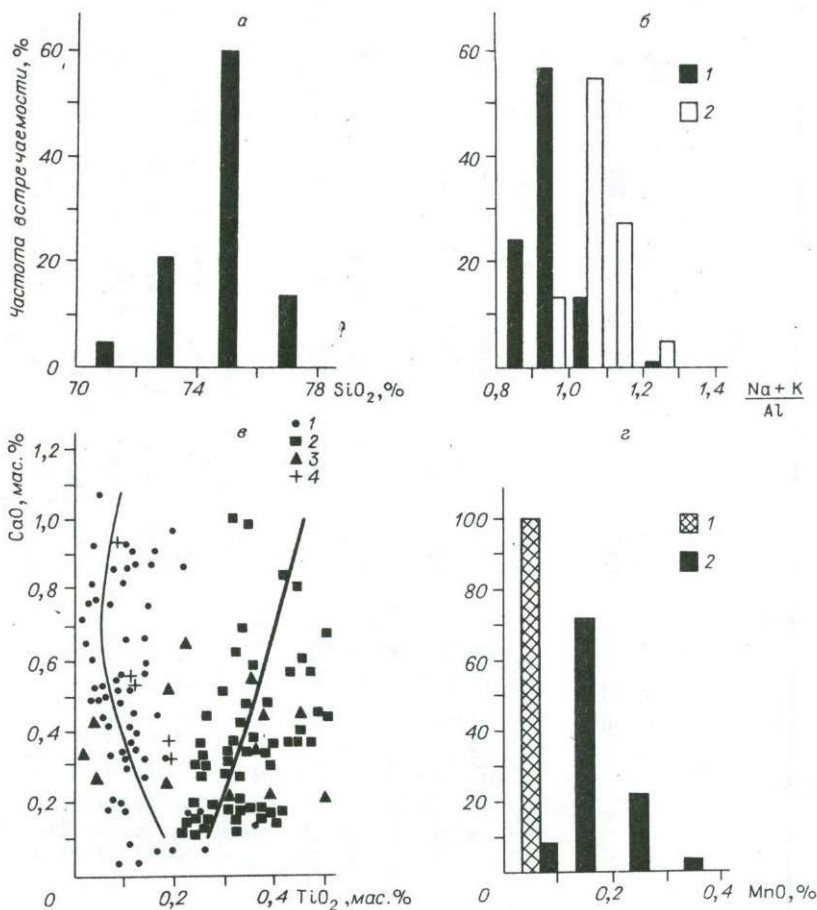 а
Частота встречаемости, %
60
40
20
0
70 74 78 SiO2,%
б
1
2
60
40
20
0,8 1,0 1,2 1,4 Na + K
Al
в
1
2
3
4
CaO, мас. %
1,2
1,0
0,8
0,6
0,4
0,2
0 0,2 0,4 TiO2, мас.%
г
1
2
100
80
60
40
20
0 0,2 0,4 MnO,%